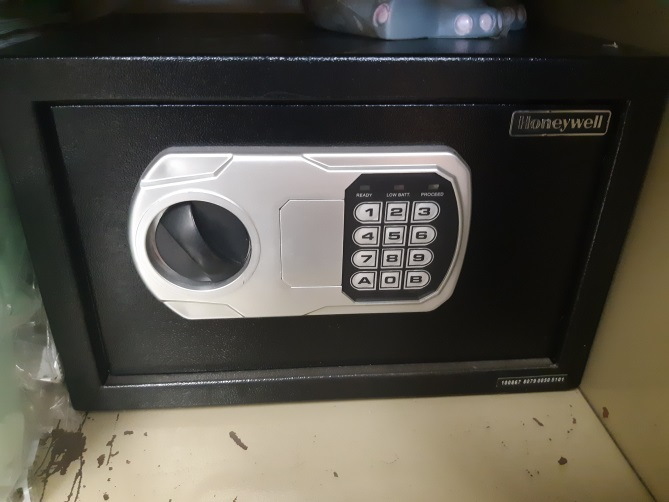 Honeywell
READY LOW BATT PROCEED
1 2 3
4 5 6
7 8 9
A 0 B